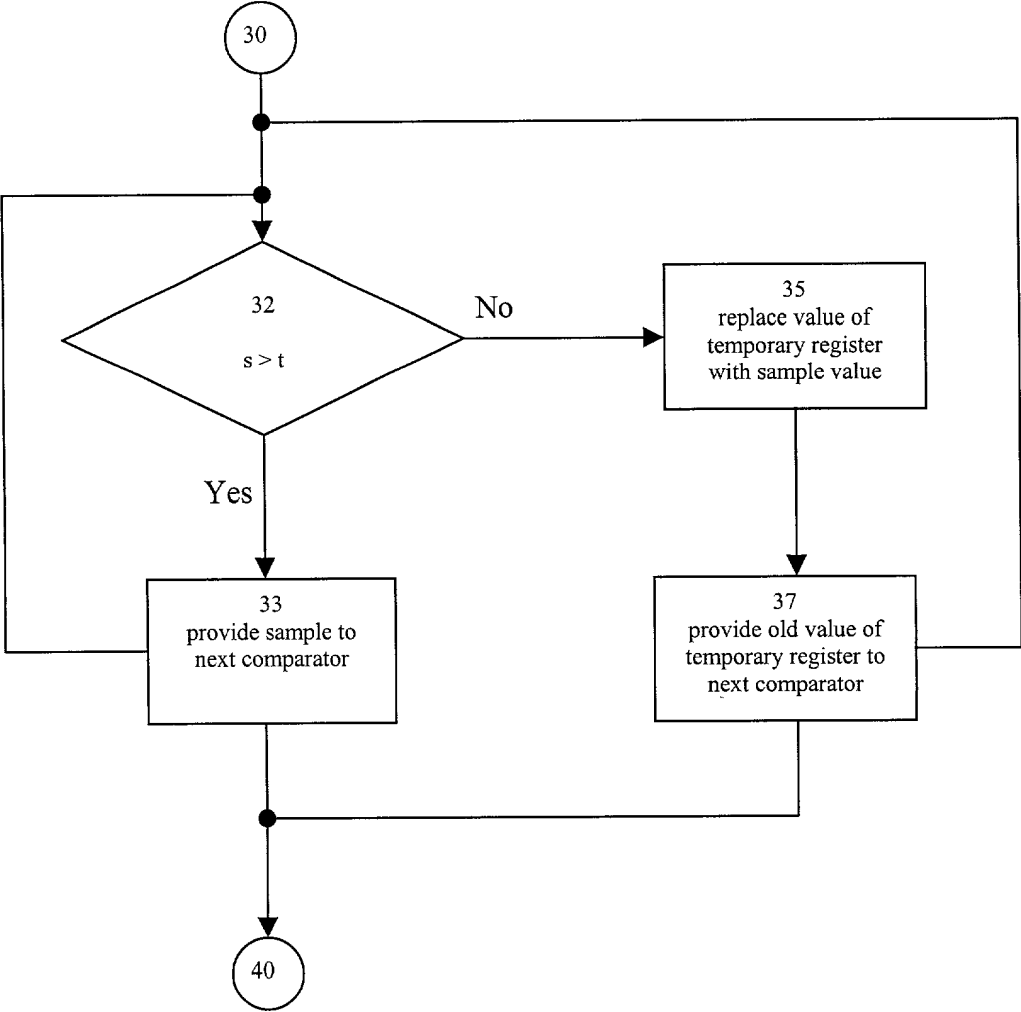 30
32
s > t
No
35
replace value of
temporary register
with sample value
Yes
33
provide sample to
next comparator
37
provide old value of
temporary register to
next comparator
40